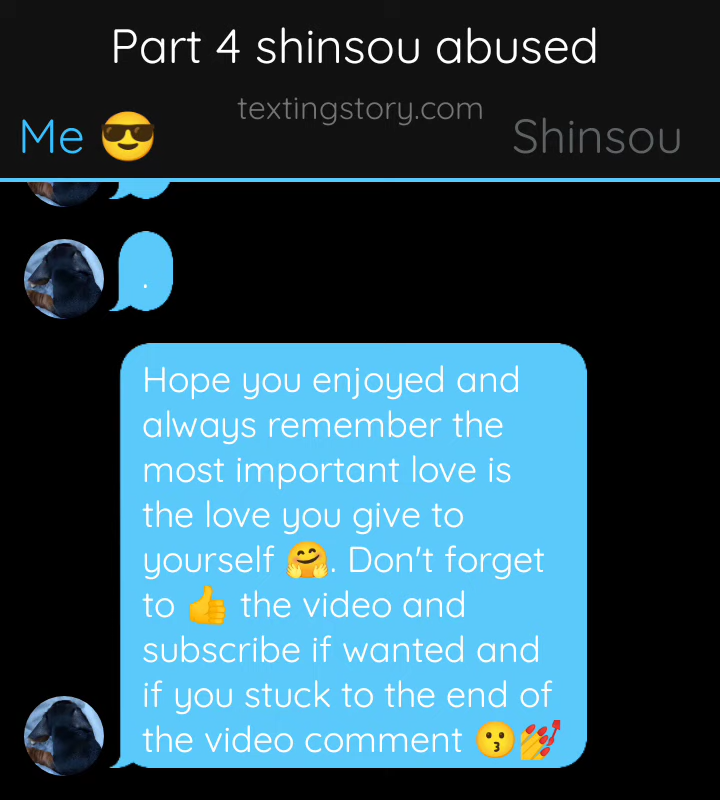 Part 4 shinsou abused
textingstory.com
Me 😎 Shinsou
.
Hope you enjoyed and
always remember the
most important love is
the love you give to
yourself 🤗. Don't forget
to 👍 the video and
subscribe if wanted and
if you stuck to the end of
the video comment 😗💅